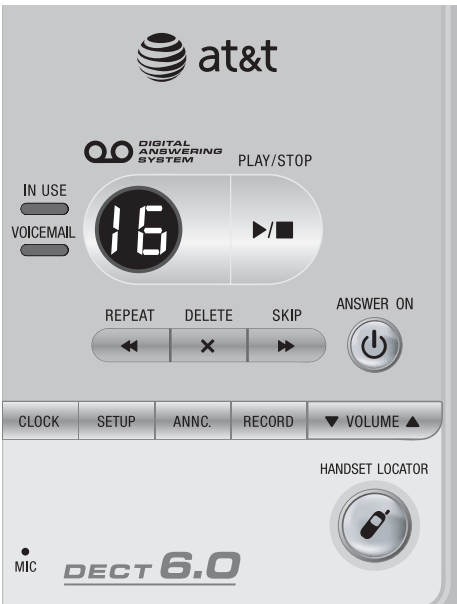 at&t
DIGITAL
ANSWERING
SYSTEM
PLAY/STOP
IN USE
VOICEMAIL
16
REPEAT
DELETE
SKIP
ANSWER ON
CLOCK
SETUP
ANNC.
RECORD
VOLUME
HANDSET LOCATOR
MIC
DECT 6.0